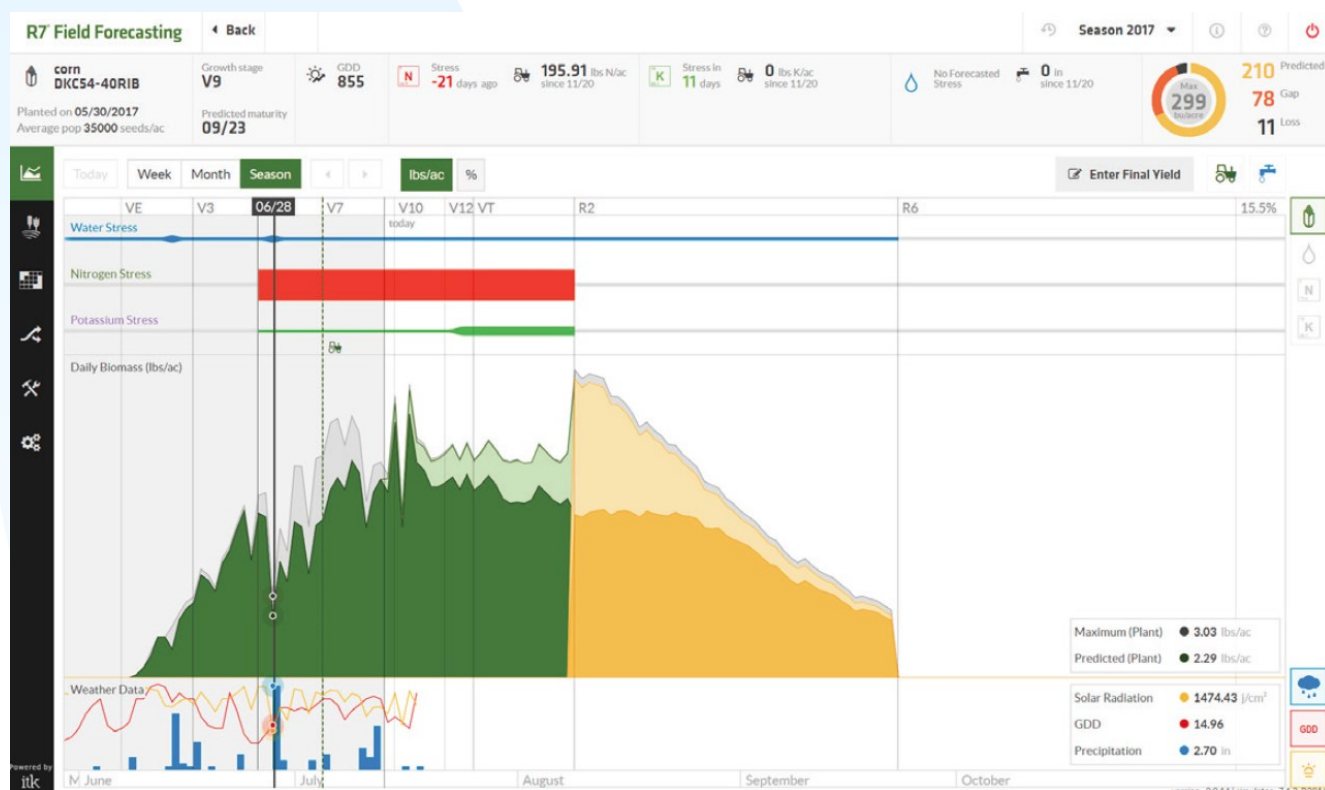 R7® Field Forecasting
Back
Season 2017
corn
DKC54-40RIB
Planted on 05/30/2017
Average pop 35000 seeds/ac
Growth stage
V9
Predicted maturity
09/23
GDD
855
N
Stress
-21 days ago
195.91 lbs N/ac
since 11/20
K
Stress in
11 days
0 lbs K/ac
since 11/20
No Forecasted
Stress
0 in
since 11/20
Max
299
bu/acre
210 Predicted
78 Gap
11 Loss
Today Week Month Season lbs/ac % Enter Final Yield
VE V3 06/28 V7 V10 V12 VT R2 R6 15.5%
today
Water Stress
Nitrogen Stress
N
Potassium Stress
K
Daily Biomass (lbs/ac)
Maximum (Plant) 3.03 lbs/ac
Predicted (Plant) 2.29 lbs/ac
Weather Data
Solar Radiation 1474.43 j/cm²
GDD 14.96
Precipitation 2.70 in
GDD
Powered by
itk
M June July August September October